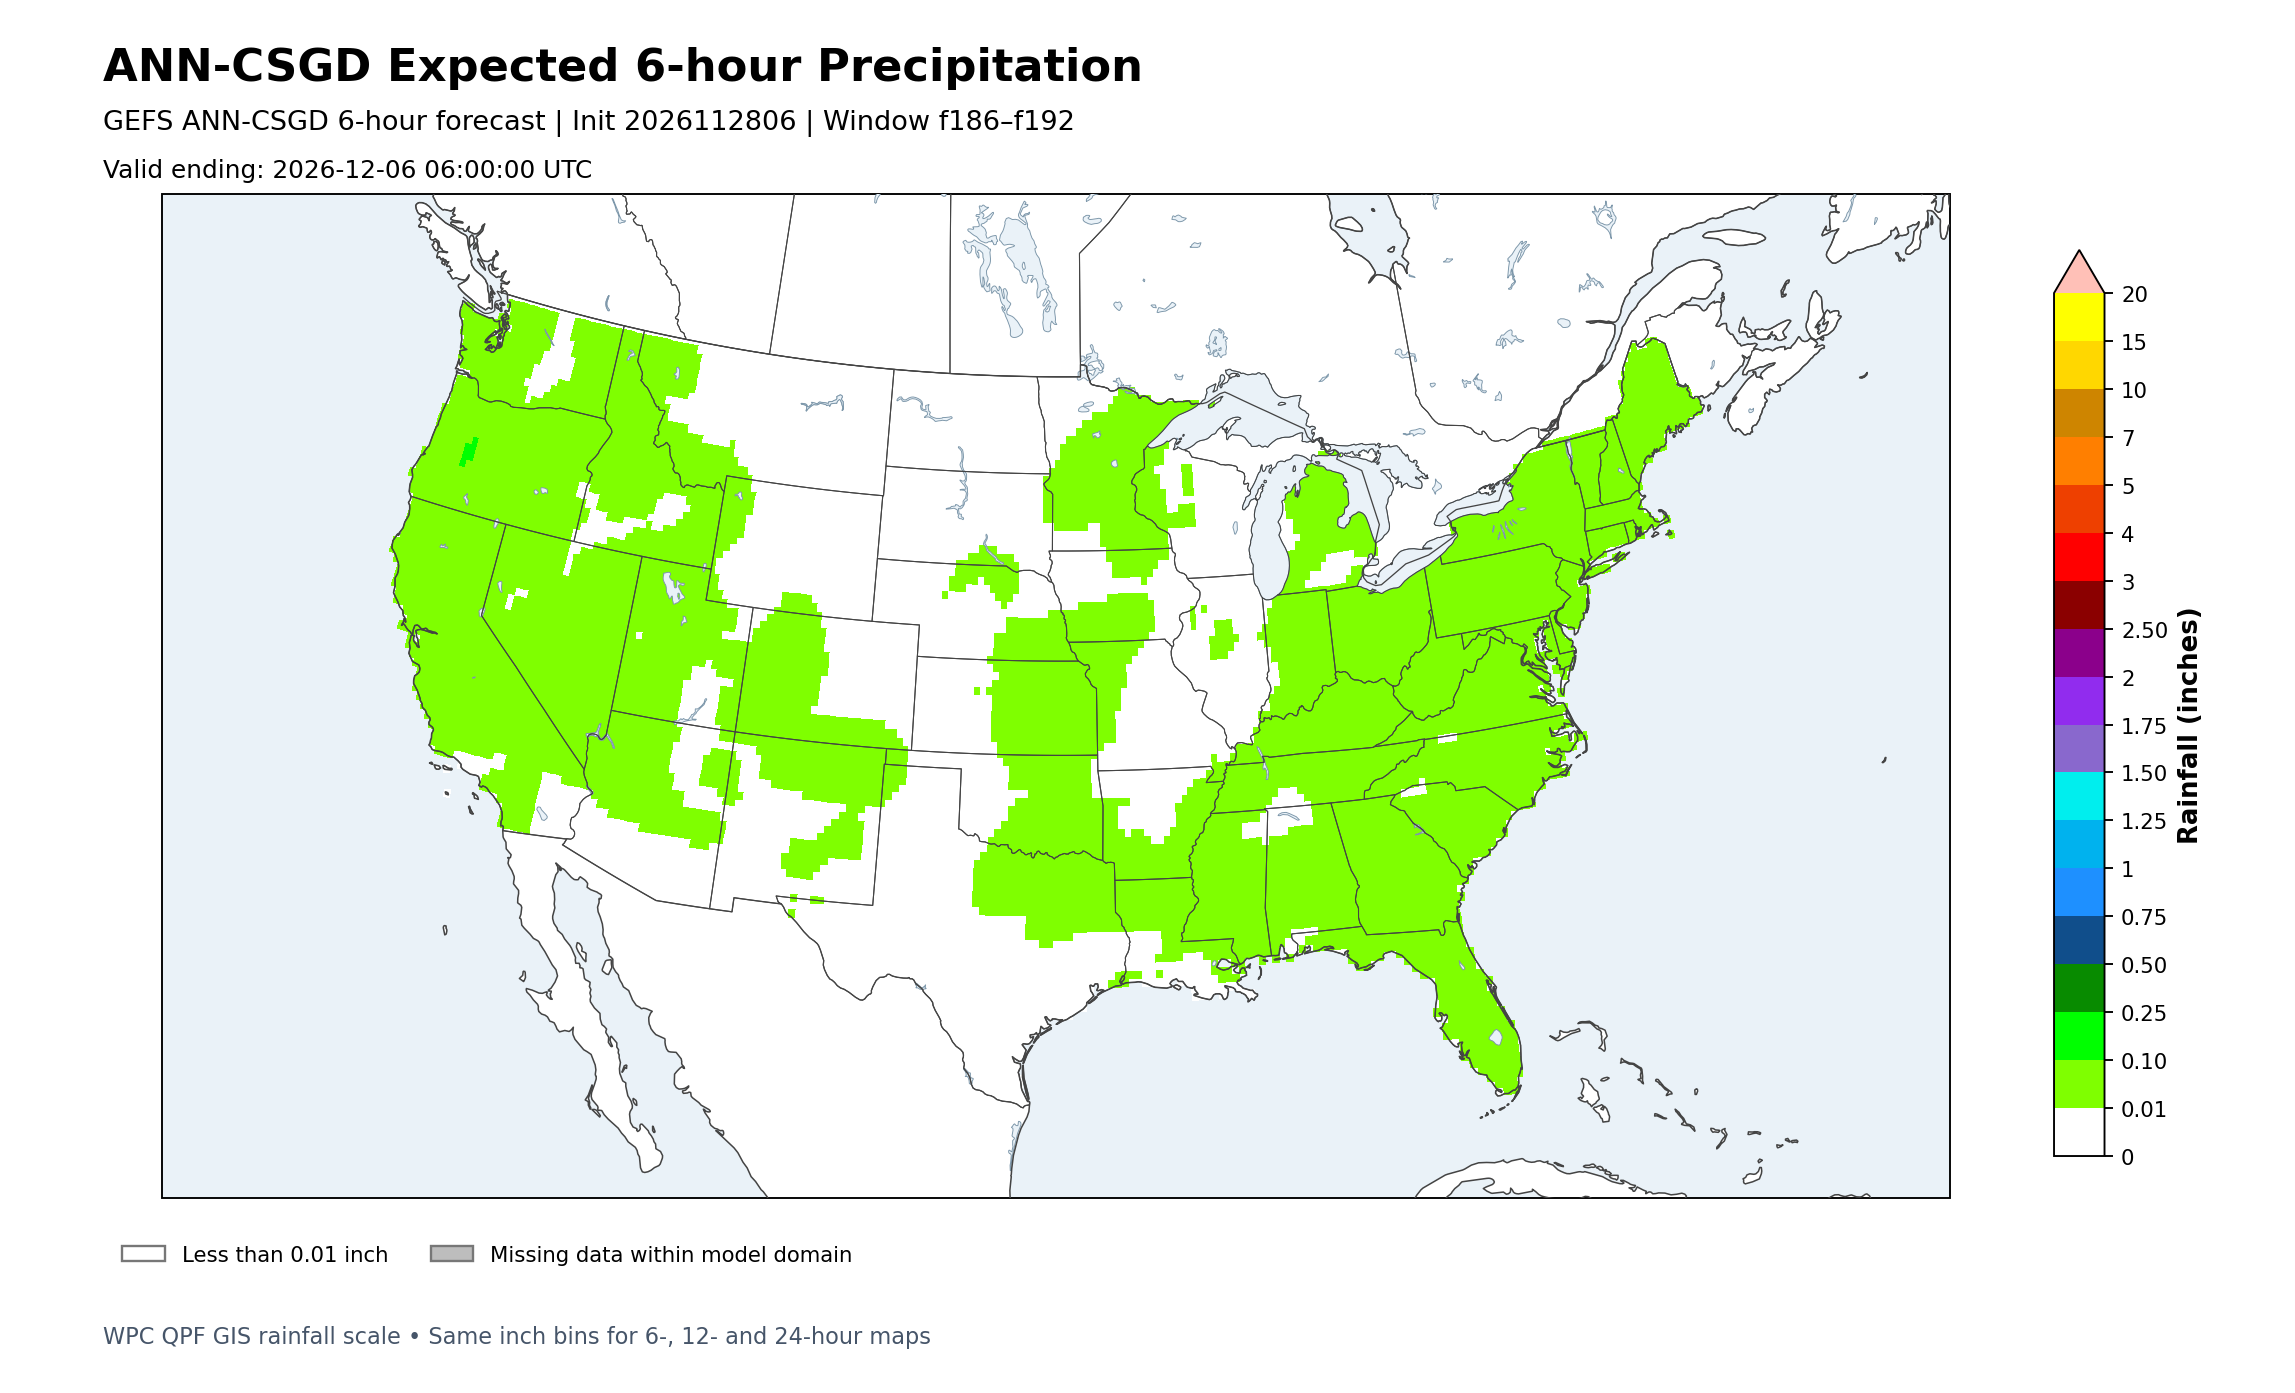 ANN-CSGD Expected 6-hour Precipitation
GEFS ANN-CSGD 6-hour forecast | Init 2026112806 | Window f186–f192
Valid ending: 2026-12-06 06:00:00 UTC
20
15
10
7
5
4
3
2.50
2
1.75
1.50
1.25
1
0.75
0.50
0.25
0.10
0.01
0
Rainfall (inches)
Less than 0.01 inch
Missing data within model domain
WPC QPF GIS rainfall scale • Same inch bins for 6-, 12- and 24-hour maps